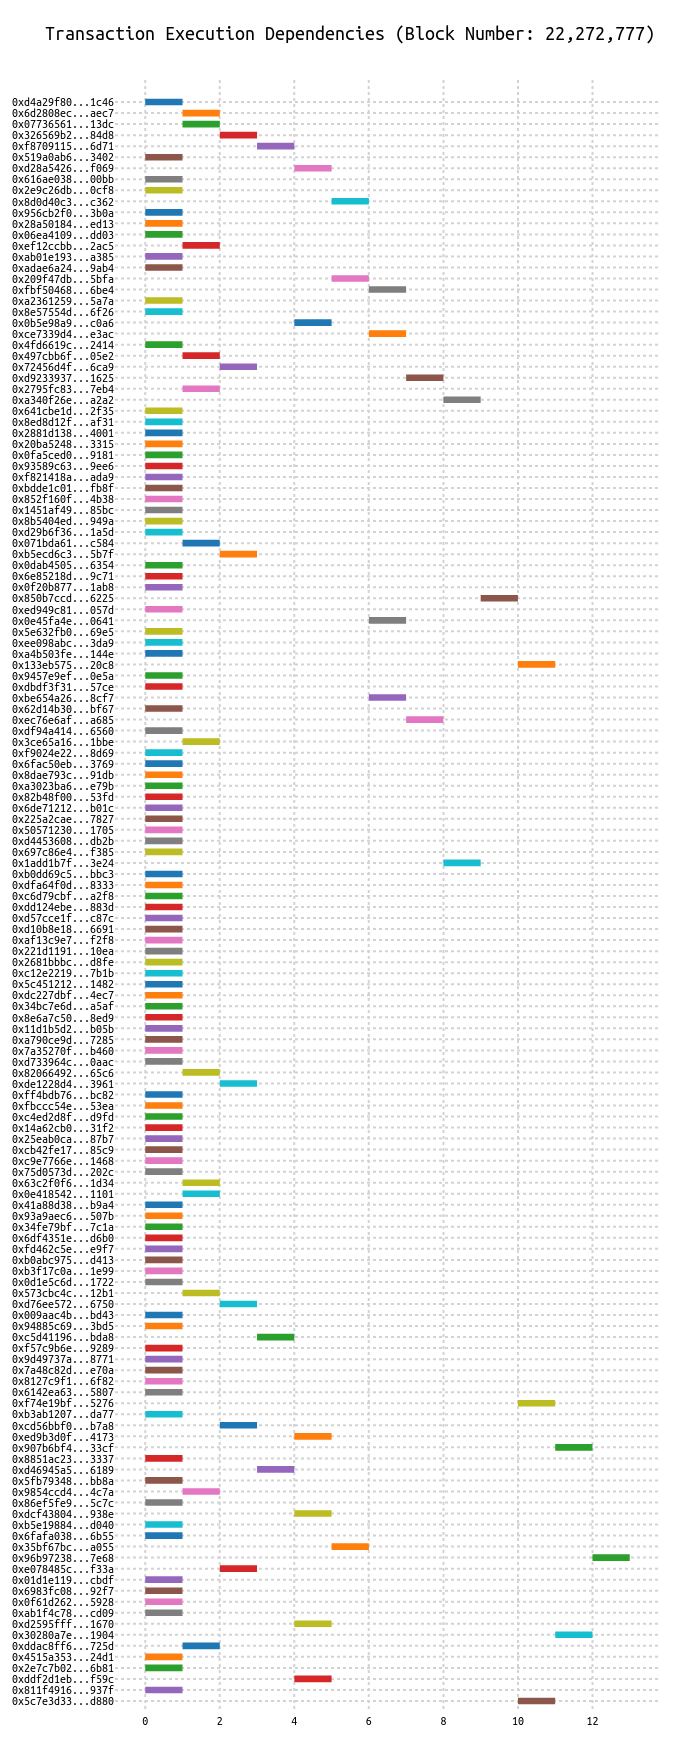 Transaction Execution Dependencies (Block Number: 22,272,777)
0xd4a29f80...1c46
0x6d2808ec...aec7
0x07736561...13dc
0x326569b2...84d8
0xf8709115...6d71
0x519a0ab6...3402
0xd28a5426...f069
0x616ae038...00bb
0x2e9c26db...0cf8
0x8d0d40c3...c362
0x956cb2f0...3b0a
0x28a50184...ed13
0x06ea4109...dd03
0xef12ccbb...2ac5
0xab01e193...a385
0xadae6a24...9ab4
0x209f47db...5bfa
0xfbf50468...6be4
0xa2361259...5a7a
0x8e57554d...6f26
0x0b5e98a9...c0a6
0xce7339d4...e3ac
0x4fd6619c...2414
0x497cbb6f...05e2
0x72456d4f...6ca9
0xd9233937...1625
0x2795fc83...7eb4
0xa340f26e...a2a2
0x641cbe1d...2f35
0x8ed8d12f...af31
0x2881d138...4001
0x20ba5248...3315
0x0fa5ced0...9181
0x93589c63...9ee6
0xf821418a...ada9
0xbdde1c01...fb8f
0x852f160f...4b38
0x1451af49...85bc
0x8b5404ed...949a
0xd29b6f36...1a5d
0x071bda61...c584
0xb5ecd6c3...5b7f
0x0dab4505...6354
0x6e85218d...9c71
0x0f20b877...1ab8
0x850b7ccd...6225
0xed949c81...057d
0x0e45fa4e...0641
0x5e632fb0...69e5
0xee098abc...3da9
0xa4b503fe...144e
0x133eb575...20c8
0x9457e9ef...0e5a
0xdbdf3f31...57ce
0xbe654a26...8cf7
0x62d14b30...bf67
0xec76e6af...a685
0xdf94a414...6560
0x3ce65a16...1bbe
0xf9024e22...8d69
0x6fac50eb...3769
0x8dae793c...91db
0xa3023ba6...e79b
0x82b48f00...53fd
0x6de71212...b01c
0x225a2cae...7827
0x50571230...1705
0xd4453608...db2b
0x697c86e4...f385
0x1add1b7f...3e24
0xb0dd69c5...bbc3
0xdfa64f0d...8333
0xc6d79cbf...a2f8
0xdd124ebe...883d
0xd57cce1f...c87c
0xd10b8e18...6691
0xaf13c9e7...f2f8
0x221d1191...10ea
0x2681bbbc...d8fe
0xc12e2219...7b1b
0x5c451212...1482
0xdc227dbf...4ec7
0x34bc7e6d...a5af
0x8e6a7c50...8ed9
0x11d1b5d2...b05b
0xa790ce9d...7285
0x7a35270f...b460
0xd733964c...0aac
0x82066492...65c6
0xde1228d4...3961
0xff4bdb76...bc82
0xfbccc54e...53ea
0xc4ed2d8f...d9fd
0x14a62cb0...31f2
0x25eab0ca...87b7
0xcb42fe17...85c9
0xc9e7766e...1468
0x75d0573d...202c
0x63c2f0f6...1d34
0x0e418542...1101
0x41a88d38...b9a4
0x93a9aec6...507b
0x34fe79bf...7c1a
0x6df4351e...d6b0
0xfd462c5e...e9f7
0xb0abc975...d413
0xb3f17c0a...1e99
0x0d1e5c6d...1722
0x573cbc4c...12b1
0xd76ee572...6750
0x009aac4b...bd43
0x94885c69...3bd5
0xc5d41196...bda8
0xf57c9b6e...9289
0x9d49737a...8771
0x7a48c82d...e70a
0x8127c9f1...6f82
0x6142ea63...5807
0xf74e19bf...5276
0xb3ab1207...da77
0xcd56bbf0...b7a8
0xed9b3d0f...4173
0x907b6bf4...33cf
0x8851ac23...3337
0xd46945a5...6189
0x5fb79348...bb8a
0x9854ccd4...4c7a
0x86ef5fe9...5c7c
0xdcf43804...938e
0xb5e19884...d040
0x6fafa038...6b55
0x35bf67bc...a055
0x96b97238...7e68
0xe078485c...f33a
0x01d1e119...cbdf
0x6983fc08...92f7
0x0f61d262...5928
0xab1f4c78...cd09
0xd2595fff...1670
0x30280a7e...1904
0xddac8ff6...725d
0x4515a353...24d1
0x2e7c7b02...6b81
0xddf2d1eb...f59c
0x811f4916...937f
0x5c7e3d33...d880
0 2 4 6 8 10 12